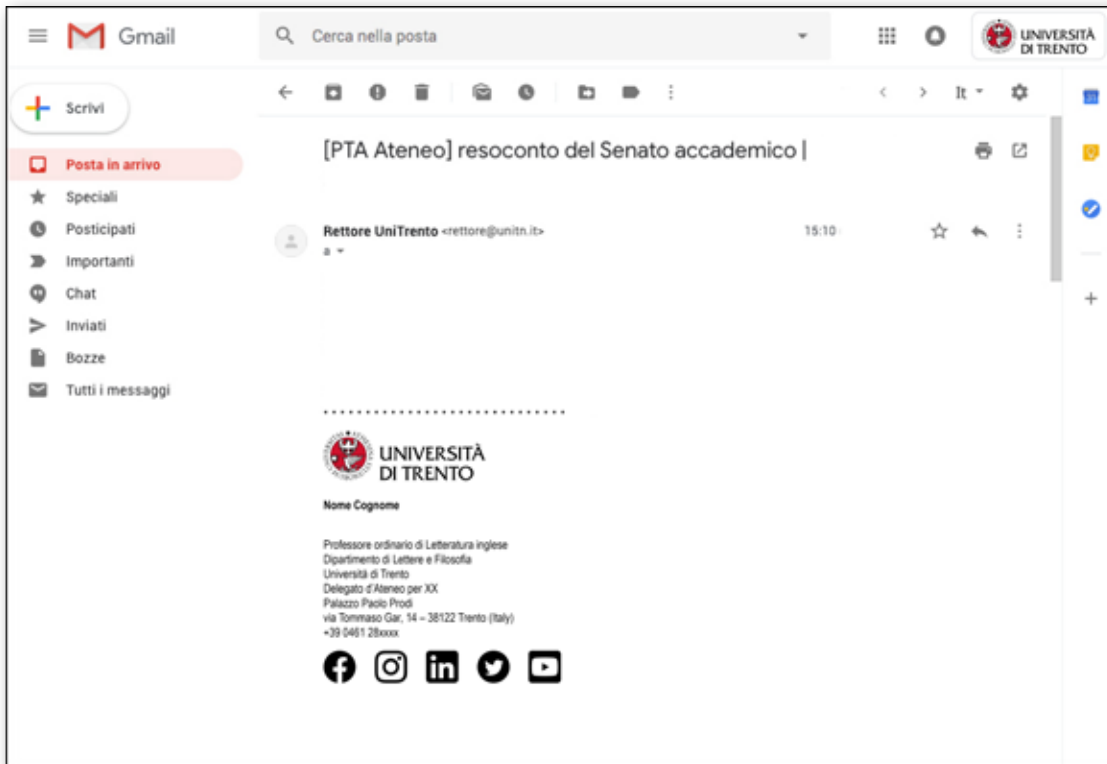 Gmail
Cerca nella posta
UNIVERSITÀ
DI TRENTO
Scrivi
It
31
[PTA Ateneo] resoconto del Senato accademico |
Posta in arrivo
Speciali
Posticipati
Importanti
Chat
Inviati
Bozze
Tutti i messaggi
Rettore UniTrento <rettore@unitn.it>
15:10
a
UNIVERSITÀ
DI TRENTO
Nome Cognome
Professore ordinario di Letteratura inglese
Dipartimento di Lettere e Filosofia
Università di Trento
Delegato d'Ateneo per XX
Palazzo Paolo Prodi
via Tommaso Gar, 14 – 38122 Trento (Italy)
+39 0461 28xxxx